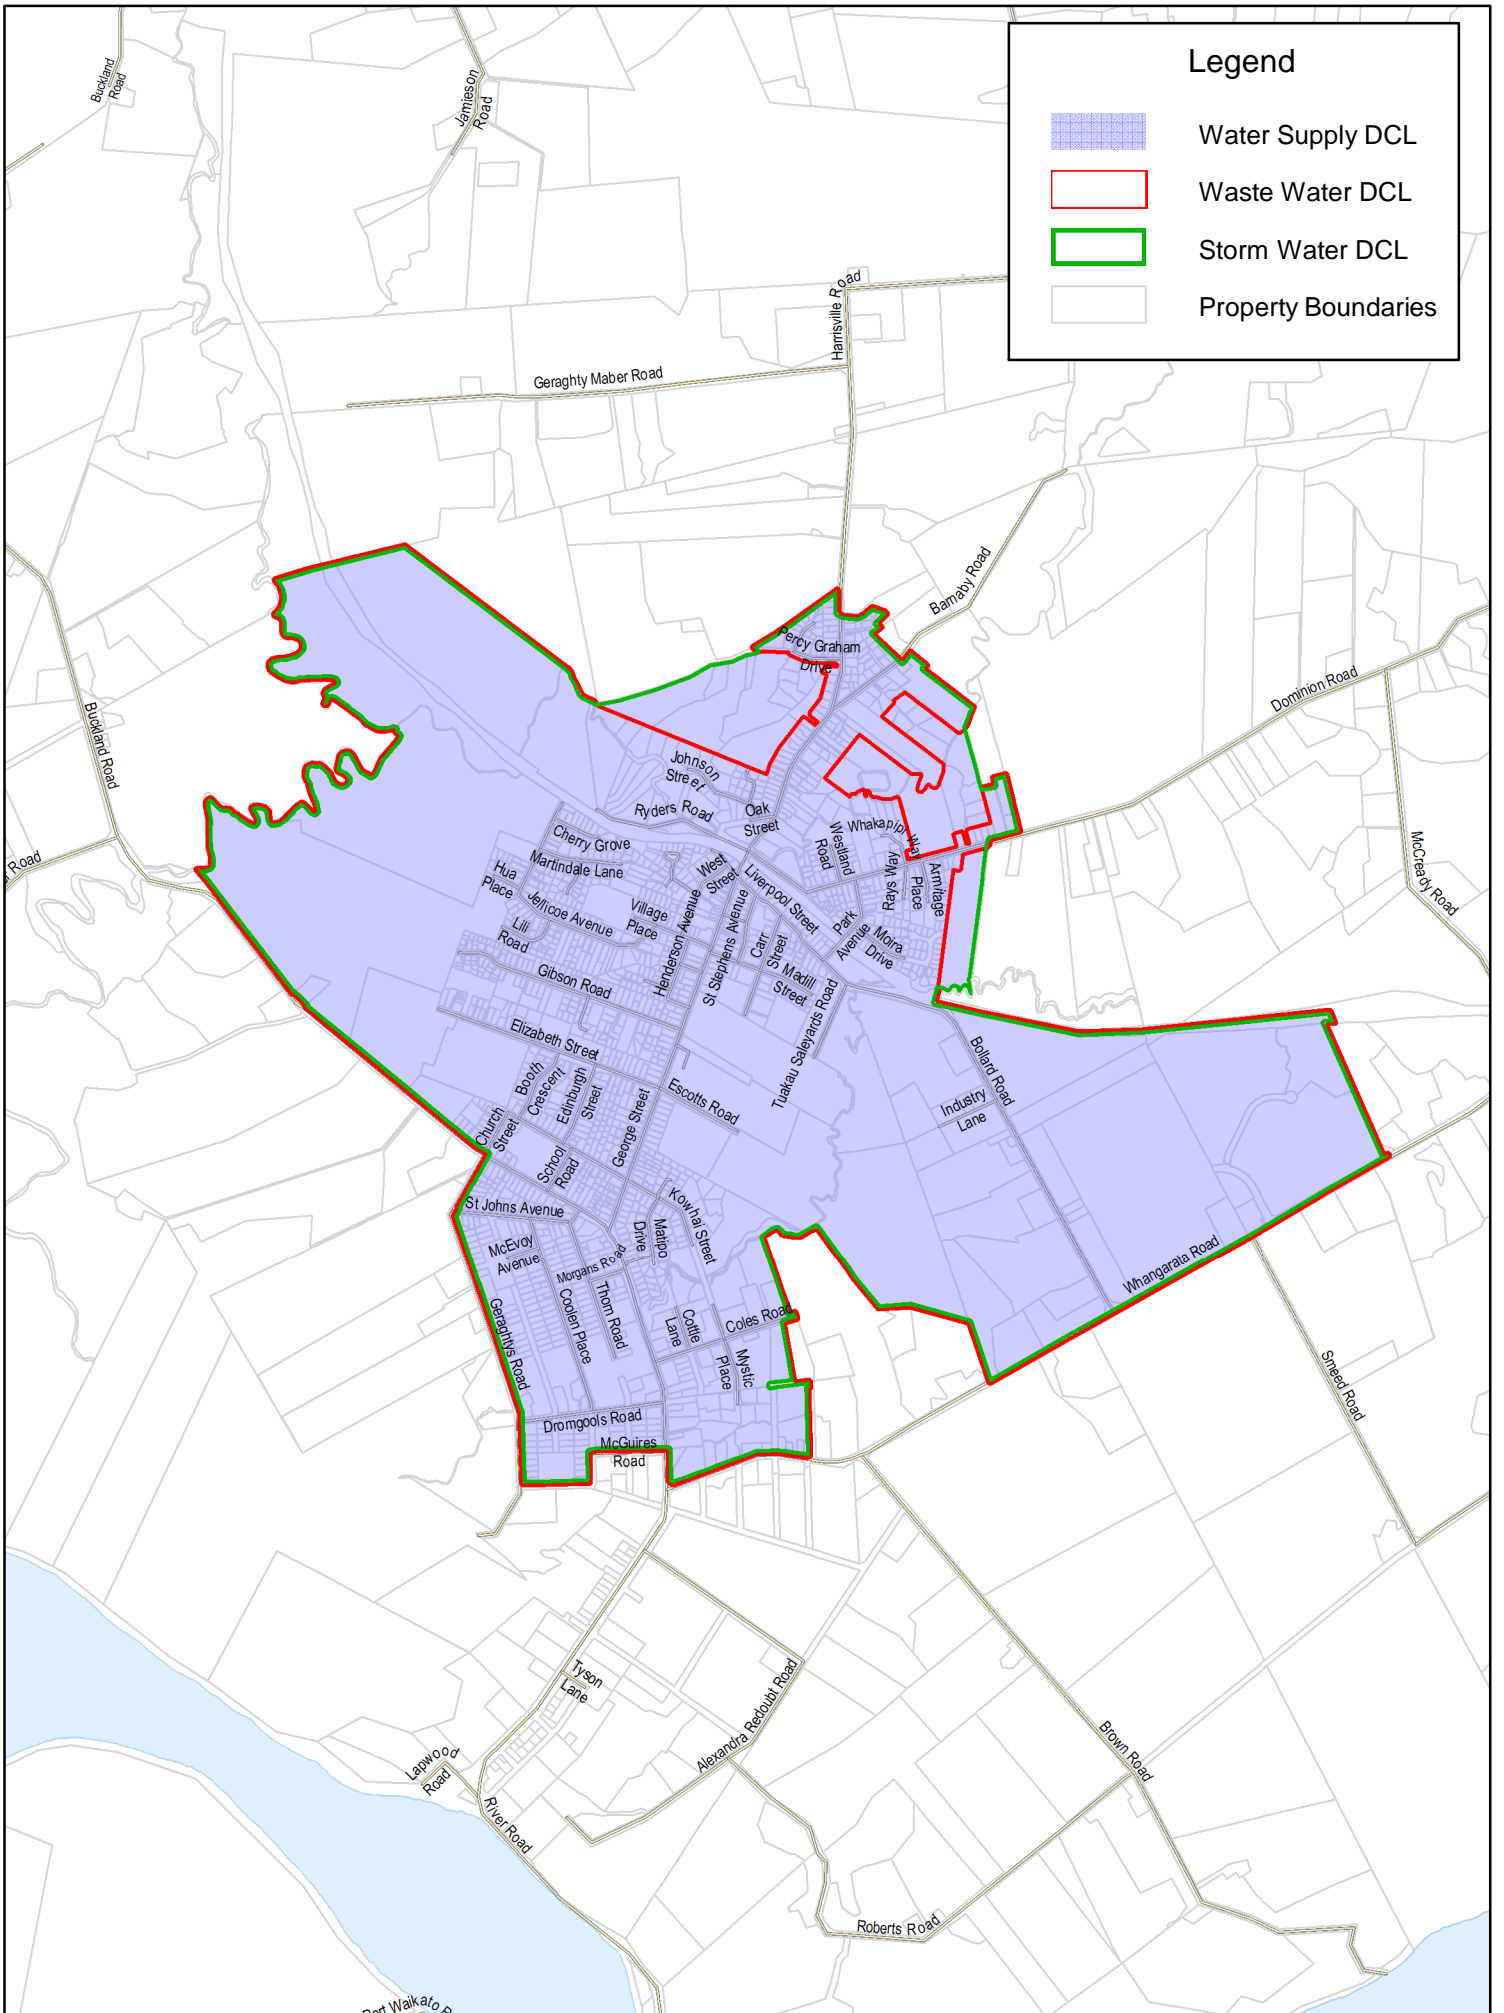 Legend
Water Supply DCL
Waste Water DCL
Storm Water DCL
Property Boundaries
Buckland
Road
Jamieson
Road
Harrisville Road
Geraghty Maber Road
Barnaby Road
Percy Graham
Drive
Dominion Road
Buckland Road
Johnson
Street
Ryders Road
Oak
Street
Whakapipi Way
Westland
Road
Cherry Grove
Martindale Lane
West
Street
Hua
Place
Liverpool Street
Rays Way
Armitage
Place
McCready Road
Road
Jellicoe Avenue
Village
Place
Henderson Avenue
St Stephens Avenue
Park
Avenue
Moira
Drive
Lili
Road
Carr
Street
Madill
Street
Gibson Road
Tuakau Saleyards Road
Elizabeth Street
Bollard Road
Booth
Crescent
Edinburgh
Street
Escotts Road
Industry
Lane
George Street
Church
Street
School
Road
St Johns Avenue
Kowhai Street
Matipo
Drive
McEvoy
Avenue
Morgans Road
Whangarata Road
Geraghtys Road
Coolen Place
Thorn Road
Cottle
Lane
Coles Road
Mystic
Place
Smeed Road
Dromgools Road
McGuires
Road
Tyson
Lane
Alexandra Redoubt Road
Lapwood
Road
River Road
Brown Road
Roberts Road
Port Waikato